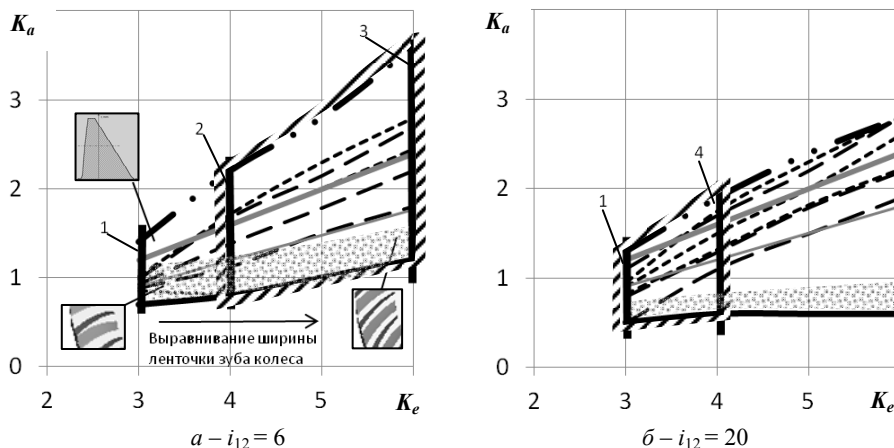 Kₐ
3
2
1
0
1
2
3
Выравнивание ширины
ленточки зуба колеса
2 3 4 5 Kₑ
а – i₁₂ = 6
Kₐ
3
2
1
0
1
4
2 3 4 5 Kₑ
б – i₁₂ = 20